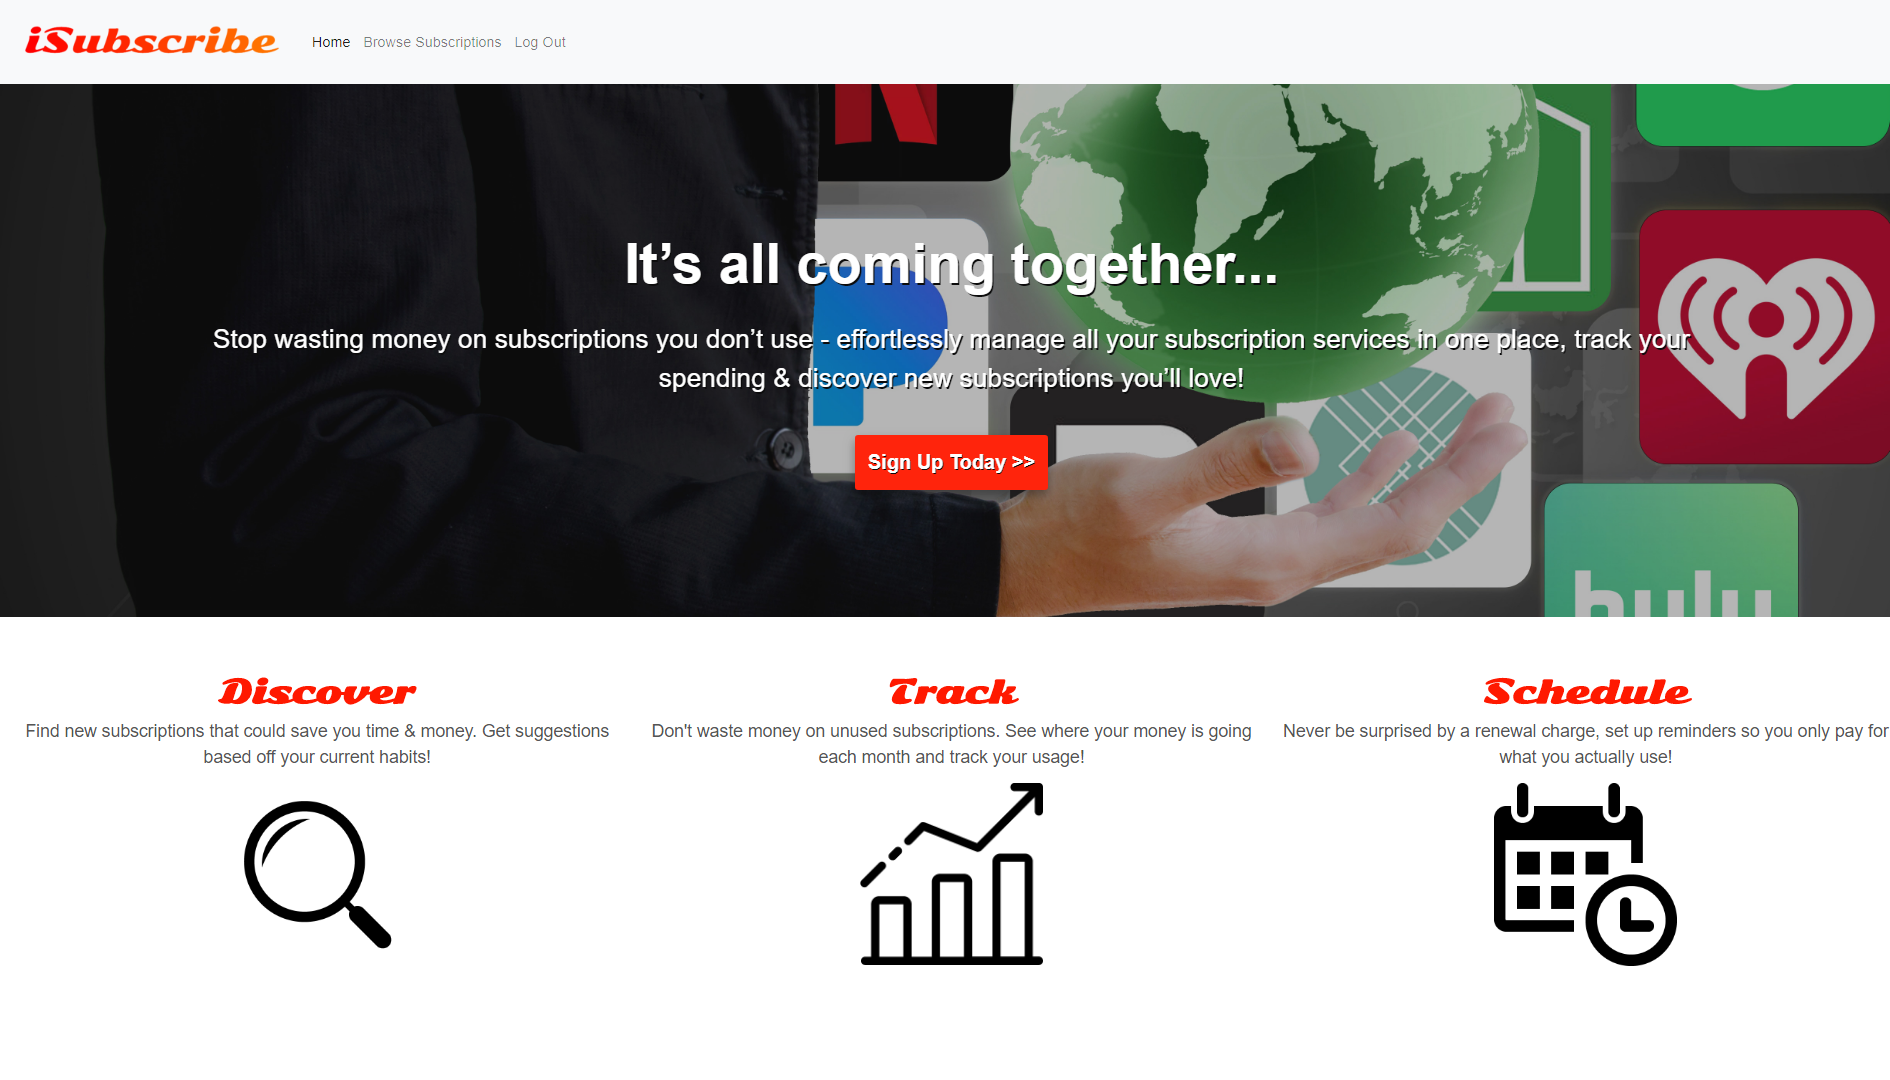 iSubscribe
Home Browse Subscriptions Log Out
It’s all coming together...
Stop wasting money on subscriptions you don’t use - effortlessly manage all your subscription services in one place, track your
spending & discover new subscriptions you’ll love!
Sign Up Today >>
hulu
Discover
Find new subscriptions that could save you time & money. Get suggestions
based off your current habits!
Track
Don't waste money on unused subscriptions. See where your money is going
each month and track your usage!
Schedule
Never be surprised by a renewal charge, set up reminders so you only pay for
what you actually use!